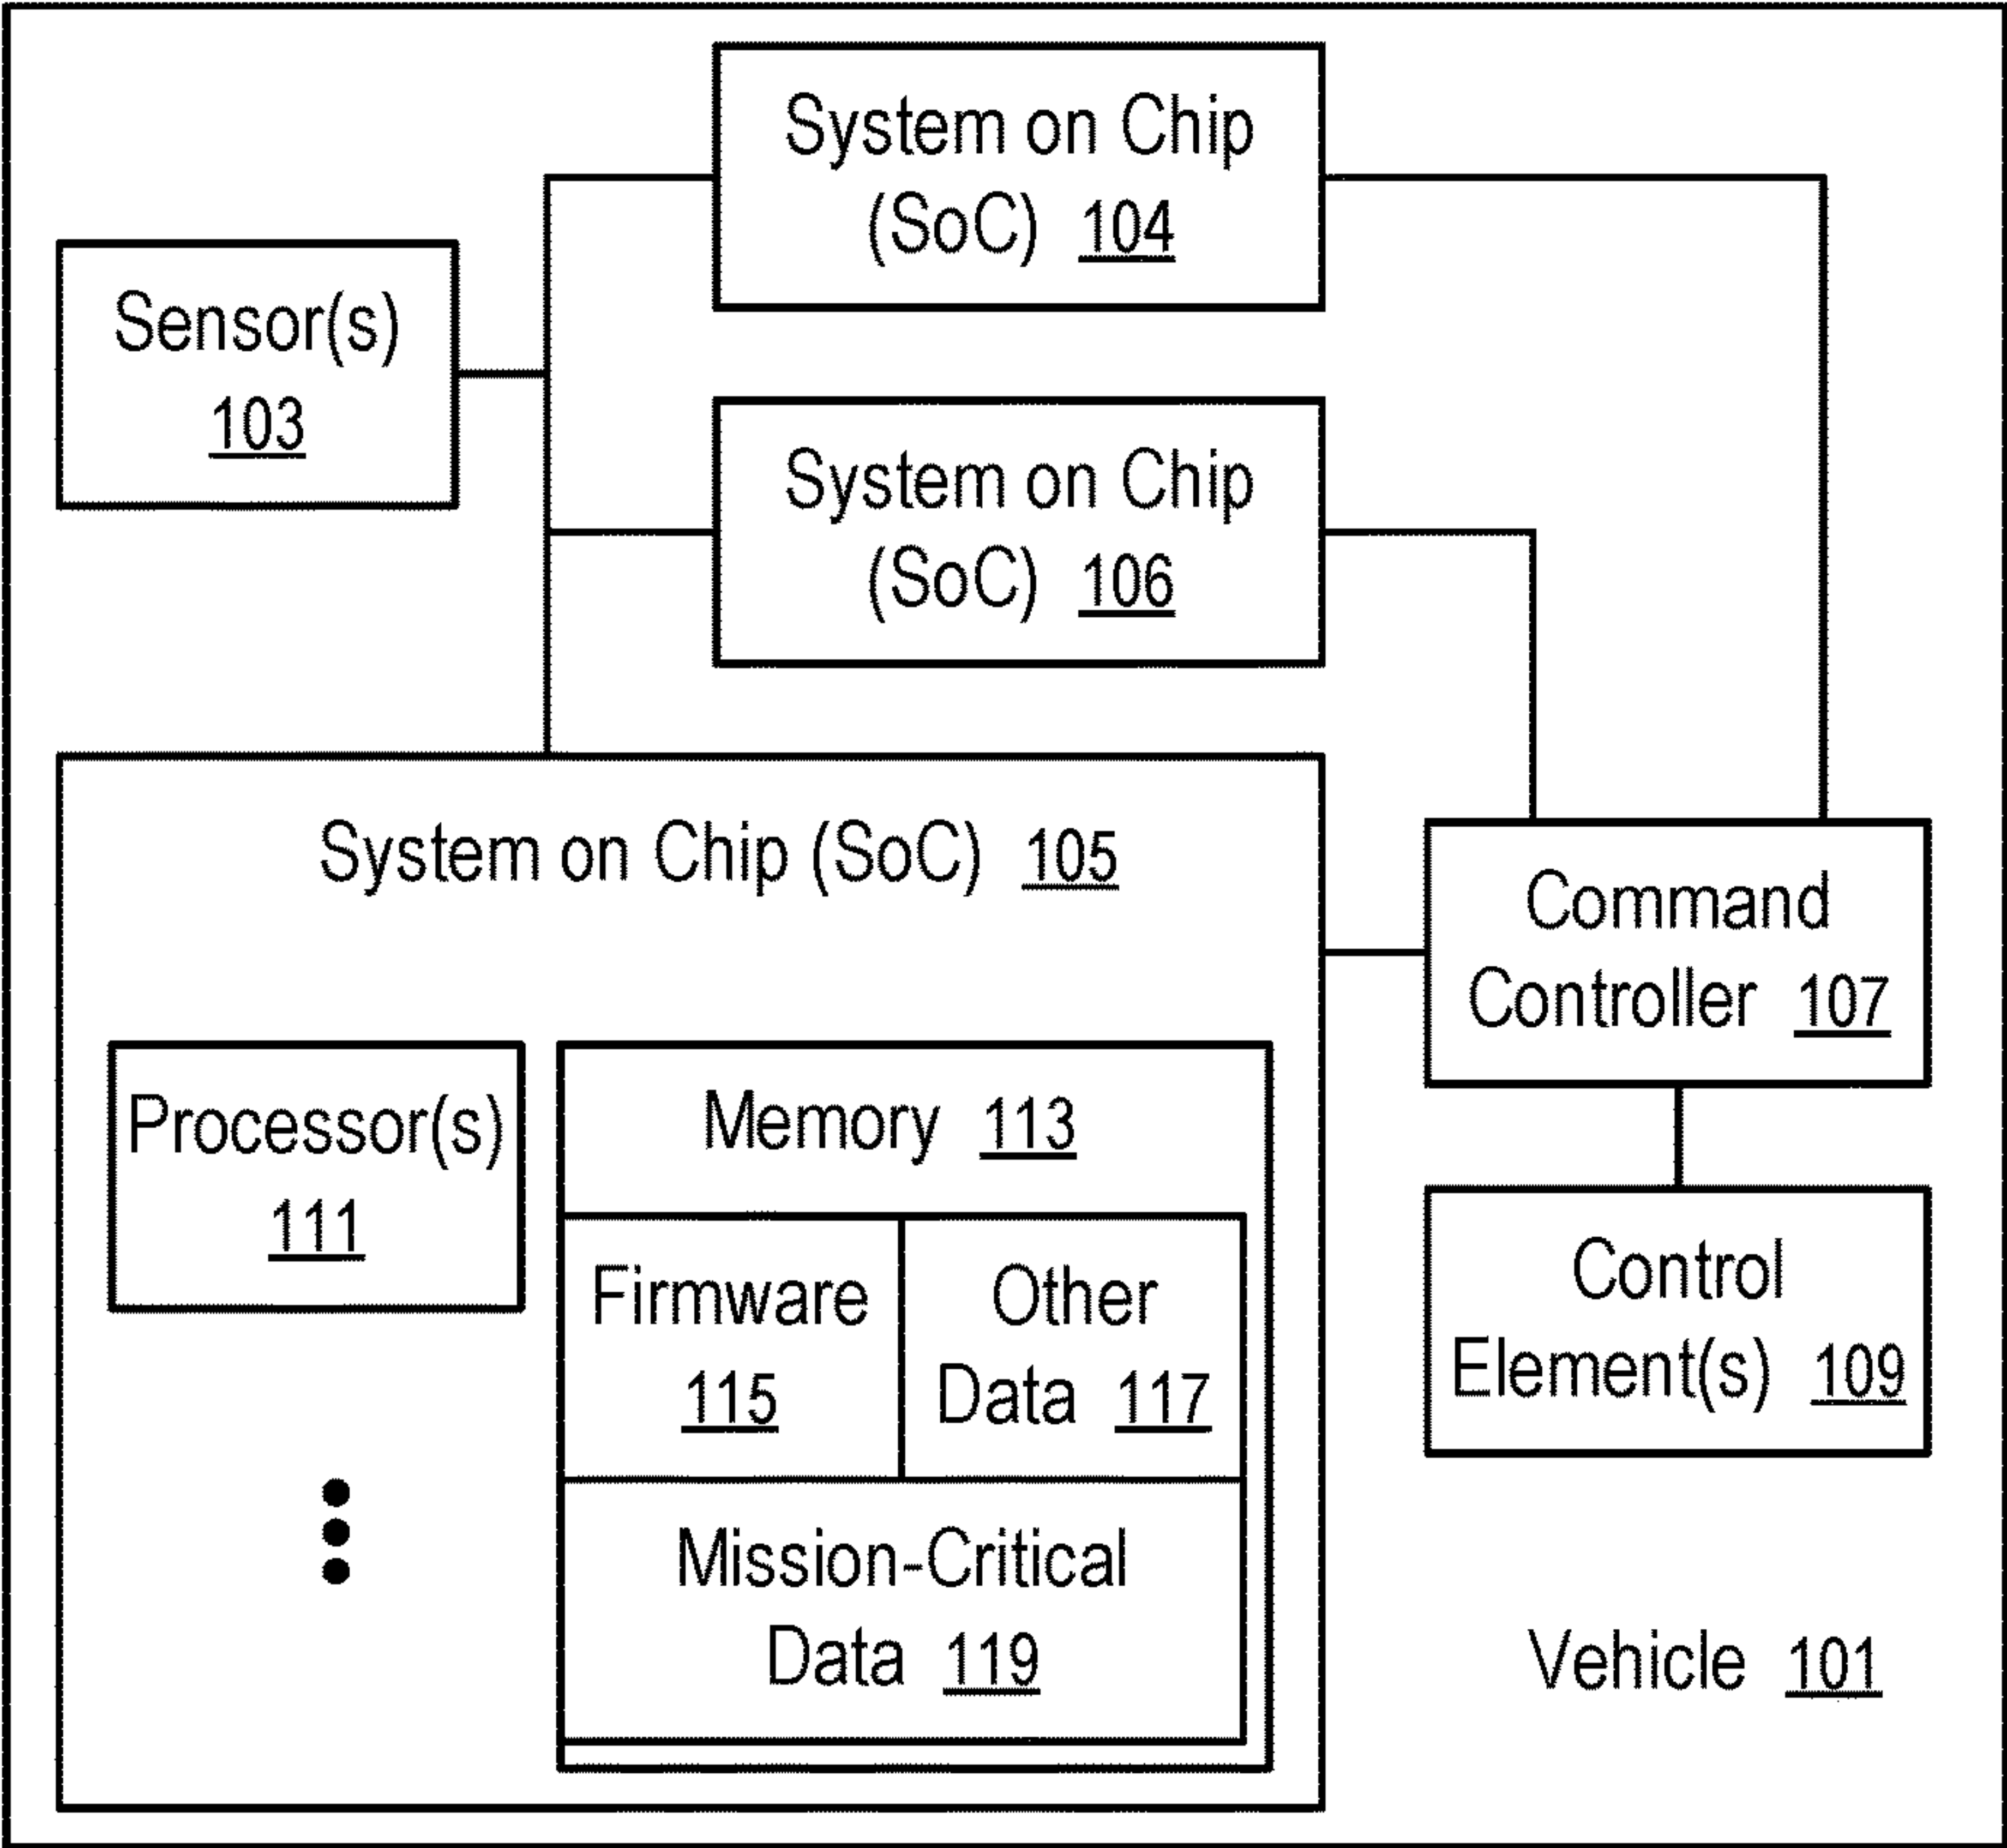 System on Chip
(SoC) 104
Sensor(s)
103
System on Chip
(SoC) 106
System on Chip (SoC) 105
Command
Controller 107
Processor(s)
111
Memory 113
Firmware
115
Other
Data 117
Control
Element(s) 109
Mission-Critical
Data 119
Vehicle 101